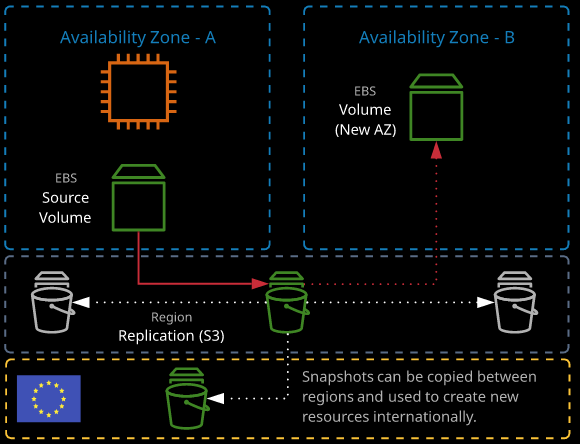 Availability Zone - A
Availability Zone - B
EBS
Volume
(New AZ)
EBS
Source
Volume
Region
Replication (S3)
Snapshots can be copied between
regions and used to create new
resources internationally.